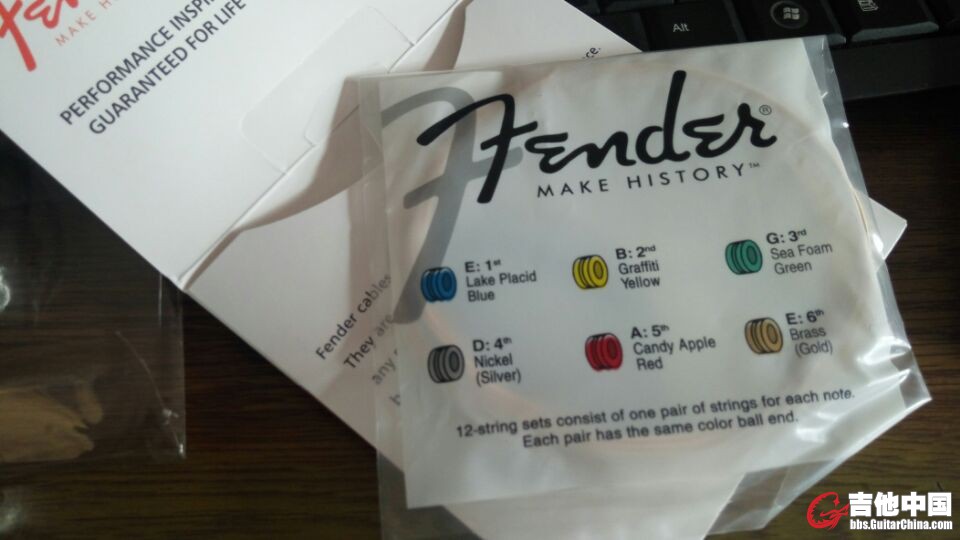 MAKE HI
PERFORMANCE INSPI
GUARANTEED FOR LIFE
Alt
Fender®
MAKE HISTORY™
E: 1st
Lake Placid
Blue
B: 2nd
Graffiti
Yellow
G: 3rd
Sea Foam
Green
D: 4th
Nickel
(Silver)
A: 5th
Candy Apple
Red
E: 6th
Brass
(Gold)
12-string sets consist of one pair of strings for each note.
Each pair has the same color ball end.
Fender cables
They are
any
吉他中国
bbs.GuitarChina.com